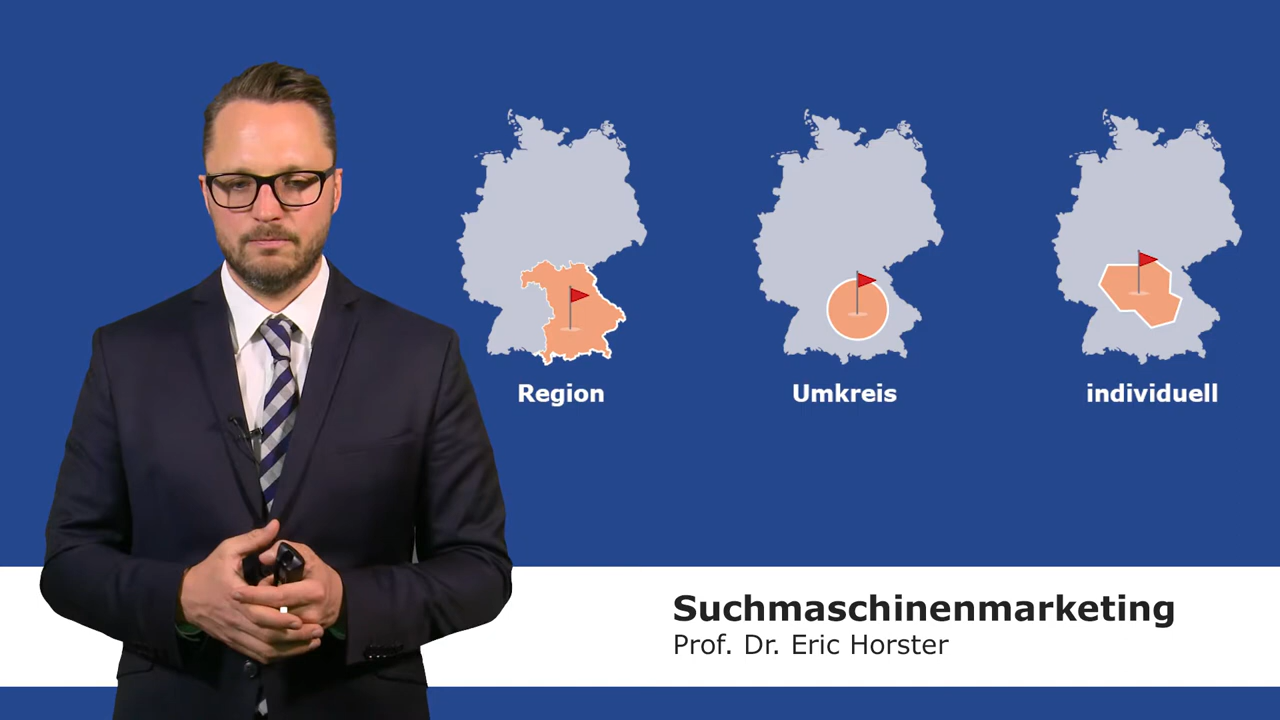 Region
Umkreis
individuell
Suchmaschinenmarketing
Prof. Dr. Eric Horster